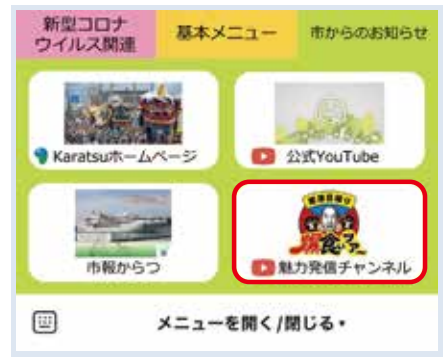 新型コロナ
ウイルス関連
基本メニュー
市からのお知らせ
Karatsuホームページ
公式YouTube
市報からつ
魅力発信チャンネル
メニューを開く/閉じる▾